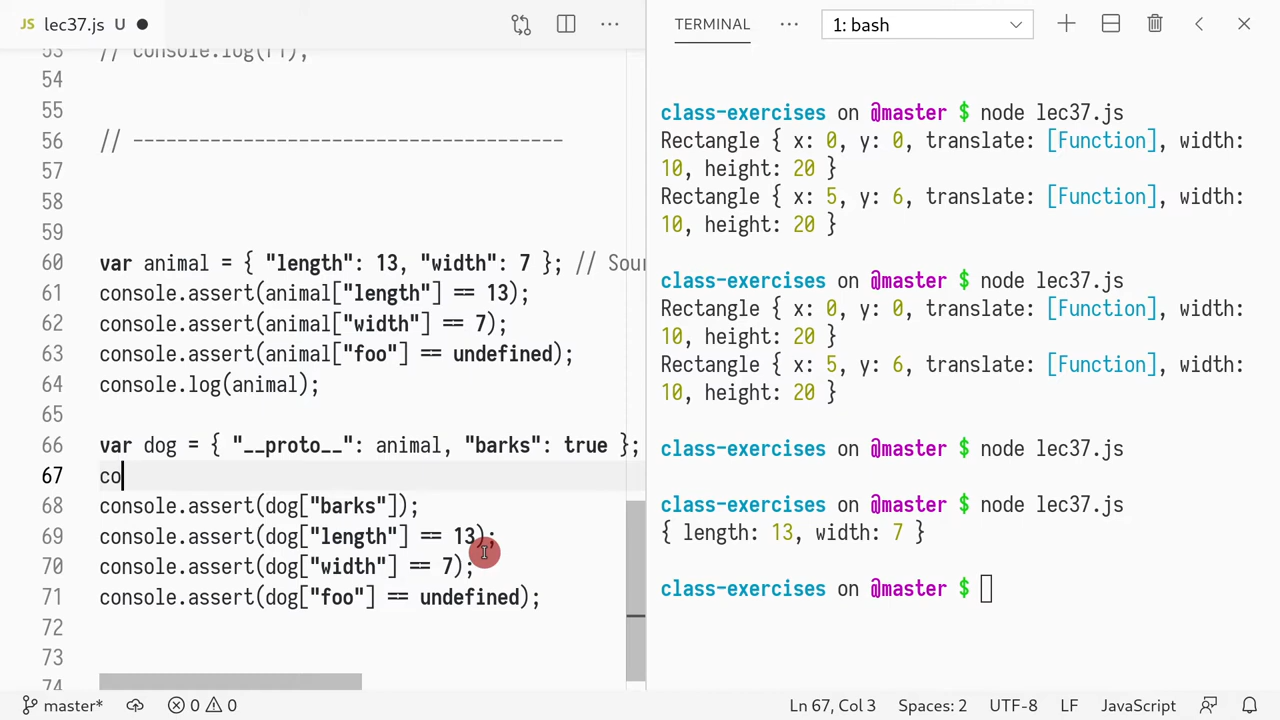 JS lec37.js U ●
TERMINAL ··· 1: bash
53 // console.log(r1);
54
55
56 // -----------------------------------
57
58
59
60 var animal = { "length": 13, "width": 7 }; // Sour
61 console.assert(animal["length"] == 13);
62 console.assert(animal["width"] == 7);
63 console.assert(animal["foo"] == undefined);
64 console.log(animal);
65
66 var dog = { "__proto__": animal, "barks": true };
67 co
68 console.assert(dog["barks"]);
69 console.assert(dog["length"] == 13);
70 console.assert(dog["width"] == 7);
71 console.assert(dog["foo"] == undefined);
72
73
74
class-exercises on @master $ node lec37.js
Rectangle { x: 0, y: 0, translate: [Function], width:
10, height: 20 }
Rectangle { x: 5, y: 6, translate: [Function], width:
10, height: 20 }
class-exercises on @master $ node lec37.js
Rectangle { x: 0, y: 0, translate: [Function], width:
10, height: 20 }
Rectangle { x: 5, y: 6, translate: [Function], width:
10, height: 20 }
class-exercises on @master $ node lec37.js
class-exercises on @master $ node lec37.js
{ length: 13, width: 7 }
class-exercises on @master $
master* 0 0 Ln 67, Col 3 Spaces: 2 UTF-8 LF JavaScript